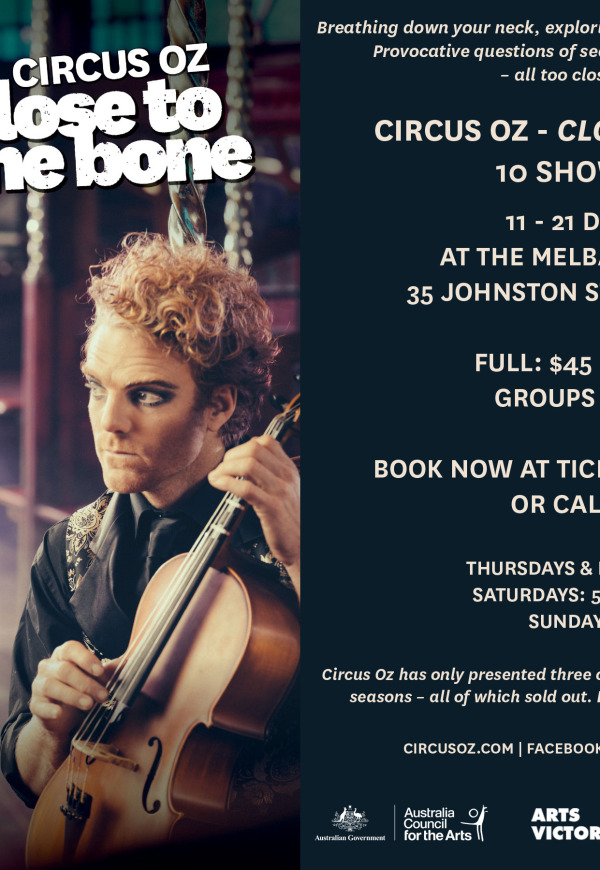 CIRCUS OZ
lose to
he bone
Breathing down your neck, explori
Provocative questions of se
– all too clos
CIRCUS OZ - CLO
10 SHOW
11 - 21 D
AT THE MELBA
35 JOHNSTON S
FULL: $45
GROUPS
BOOK NOW AT TICK
OR CAL
THURSDAYS &
SATURDAYS: 5
SUNDAY
Circus Oz has only presented three
seasons – all of which sold out.
CIRCUSOZ.COM | FACEBOOK
Australian Government
Australia
Council
for the Arts
ARTS
VICTOR